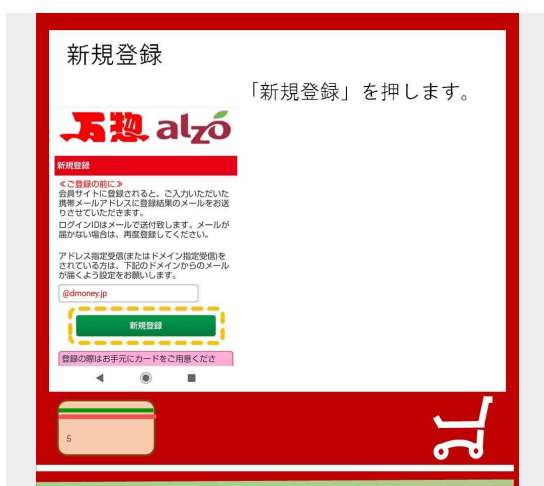 新規登録
「新規登録」を押します。
万惣 alzo
新規登録
≪ご登録の前に≫
会員サイトに登録されると、ご入力いただいた
携帯メールアドレスに登録結果のメールをお送
りさせていただきます。
ログインIDはメールで送付致します。メールが
届かない場合は、再度登録してください。
アドレス指定受信(またはドメイン指定受信)を
されている方は、下記のドメインからのメール
が届くよう設定をお願いします。
@dmoney.jp
新規登録
登録の際はお手元にカードをご用意くださ
5